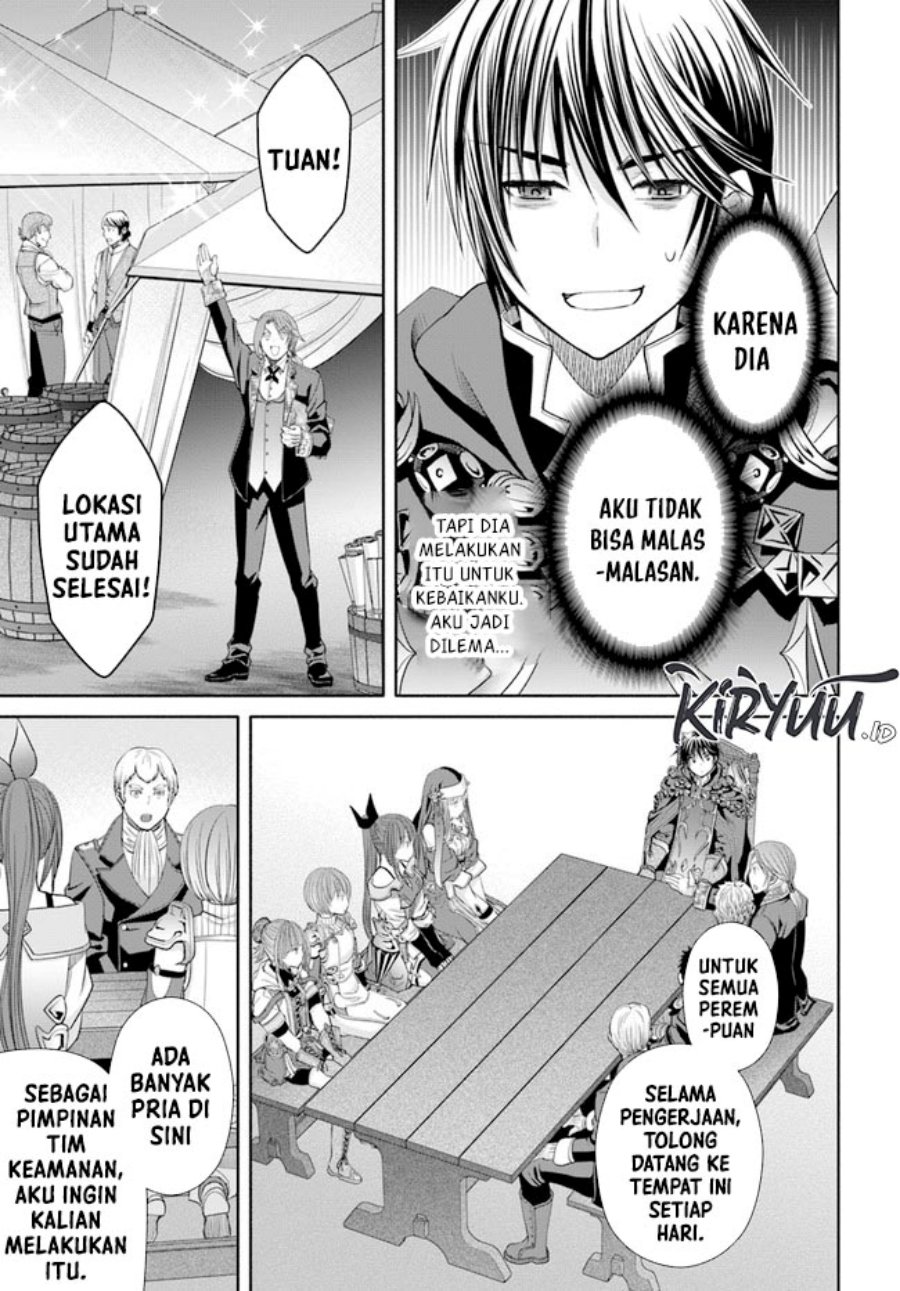 KARENA
DIA
AKU TIDAK
BISA MALAS
-MALASAN.
TAPI DIA
MELAKUKAN
ITU UNTUK
KEBAIKANKU.
AKU JADI
DILEMA...
TUAN!
LOKASI
UTAMA
SUDAH
SELESAI!
KIRYUU.ID
UNTUK
SEMUA
PEREM
-PUAN
SELAMA
PENGERJAAN,
TOLONG
DATANG KE
TEMPAT INI
SETIAP
HARI.
ADA
BANYAK
PRIA DI
SINI
SEBAGAI
PIMPINAN
TIM
KEAMANAN,
AKU INGIN
KALIAN
MELAKUKAN
ITU.